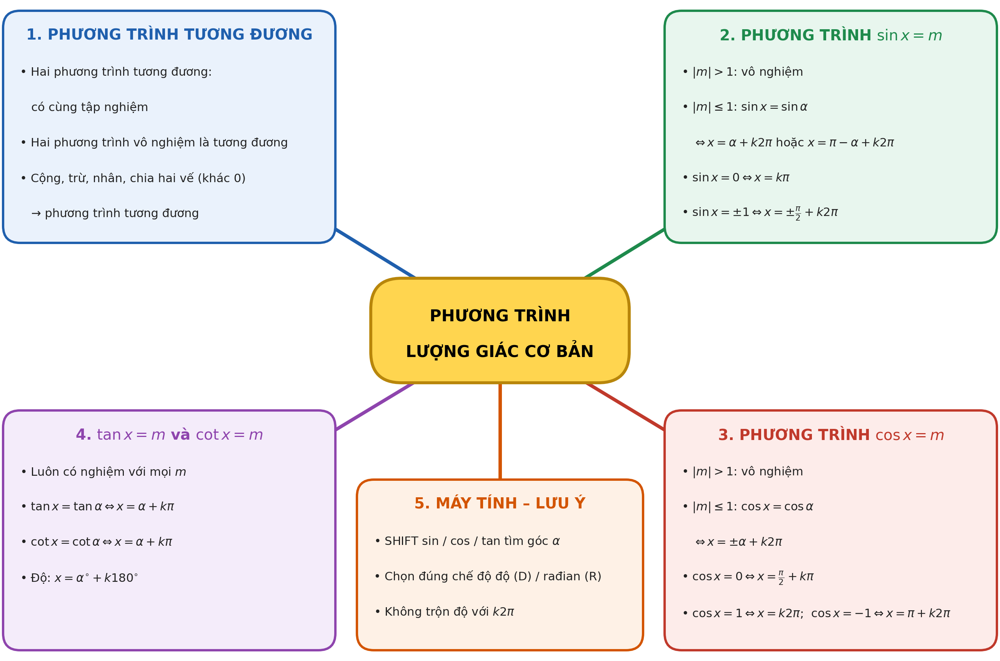 1. PHƯƠNG TRÌNH TƯƠNG ĐƯƠNG
• Hai phương trình tương đương:
có cùng tập nghiệm
• Hai phương trình vô nghiệm là tương đương
• Cộng, trừ, nhân, chia hai vế (khác 0)
→ phương trình tương đương
2. PHƯƠNG TRÌNH sin x = m
• |m| > 1: vô nghiệm
• |m| ≤ 1: sin x = sin α
⇔ x = α + k2π hoặc x = π − α + k2π
• sin x = 0 ⇔ x = kπ
• sin x = ±1 ⇔ x = ±π/2 + k2π
PHƯƠNG TRÌNH
LƯỢNG GIÁC CƠ BẢN
4. tan x = m và cot x = m
• Luôn có nghiệm với mọi m
• tan x = tan α ⇔ x = α + kπ
• cot x = cot α ⇔ x = α + kπ
• Độ: x = α° + k180°
5. MÁY TÍNH – LƯU Ý
• SHIFT sin / cos / tan tìm góc α
• Chọn đúng chế độ độ (D) / rađian (R)
• Không trộn độ với k2π
3. PHƯƠNG TRÌNH cos x = m
• |m| > 1: vô nghiệm
• |m| ≤ 1: cos x = cos α
⇔ x = ±α + k2π
• cos x = 0 ⇔ x = π/2 + kπ
• cos x = 1 ⇔ x = k2π; cos x = −1 ⇔ x = π + k2π